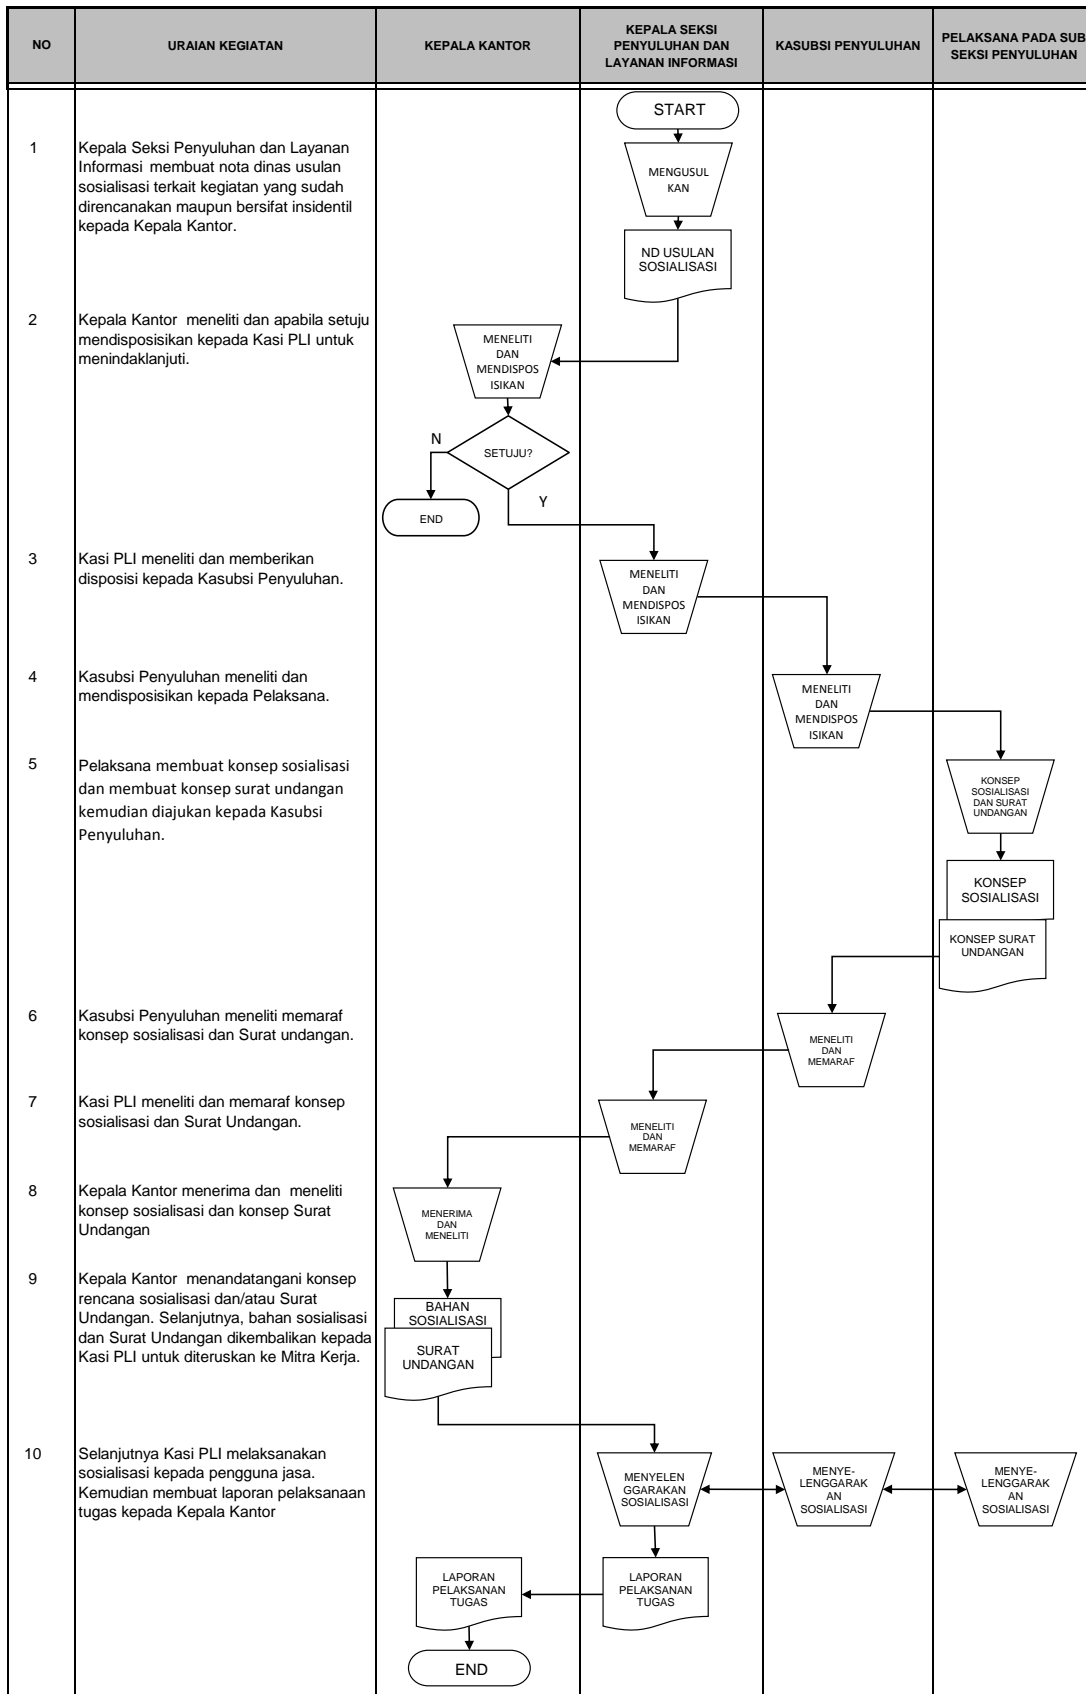 NO
URAIAN KEGIATAN
KEPALA KANTOR
KEPALA SEKSI
PENYULUHAN DAN
LAYANAN INFORMASI
KASUBSI PENYULUHAN
PELAKSANA PADA SUB
SEKSI PENYULUHAN
START
1
Kepala Seksi Penyuluhan dan Layanan
Informasi membuat nota dinas usulan
sosialisasi terkait kegiatan yang sudah
direncanakan maupun bersifat insidentil
kepada Kepala Kantor.
MENGUSUL
KAN
ND USULAN
SOSIALISASI
2
Kepala Kantor meneliti dan apabila setuju
mendisposisikan kepada Kasi PLI untuk
menindaklanjuti.
MENELITI
DAN
MENDISPOS
ISIKAN
N
SETUJU?
Y
END
3
Kasi PLI meneliti dan memberikan
disposisi kepada Kasubsi Penyuluhan.
MENELITI
DAN
MENDISPOS
ISIKAN
4
Kasubsi Penyuluhan meneliti dan
mendisposisikan kepada Pelaksana.
MENELITI
DAN
MENDISPOS
ISIKAN
5
Pelaksana membuat konsep sosialisasi
dan membuat konsep surat undangan
kemudian diajukan kepada Kasubsi
Penyuluhan.
KONSEP
SOSIALISASI
DAN SURAT
UNDANGAN
KONSEP
SOSIALISASI
KONSEP SURAT
UNDANGAN
6
Kasubsi Penyuluhan meneliti memaraf
konsep sosialisasi dan Surat undangan.
MENELITI
DAN
MEMARAF
7
Kasi PLI meneliti dan memaraf konsep
sosialisasi dan Surat Undangan.
MENELITI
DAN
MEMARAF
8
Kepala Kantor menerima dan meneliti
konsep sosialisasi dan konsep Surat
Undangan
MENERIMA
DAN
MENELITI
9
Kepala Kantor menandatangani konsep
rencana sosialisasi dan/atau Surat
Undangan. Selanjutnya, bahan sosialisasi
dan Surat Undangan dikembalikan kepada
Kasi PLI untuk diteruskan ke Mitra Kerja.
BAHAN
SOSIALISASI
SURAT
UNDANGAN
10
Selanjutnya Kasi PLI melaksanakan
sosialisasi kepada pengguna jasa.
Kemudian membuat laporan pelaksanaan
tugas kepada Kepala Kantor
MENYELEN
GGARAKAN
SOSIALISASI
MENYE-
LENGGARAK
AN
SOSIALISASI
MENYE-
LENGGARAK
AN
SOSIALISASI
LAPORAN
PELAKSANAN
TUGAS
LAPORAN
PELAKSANAN
TUGAS
END